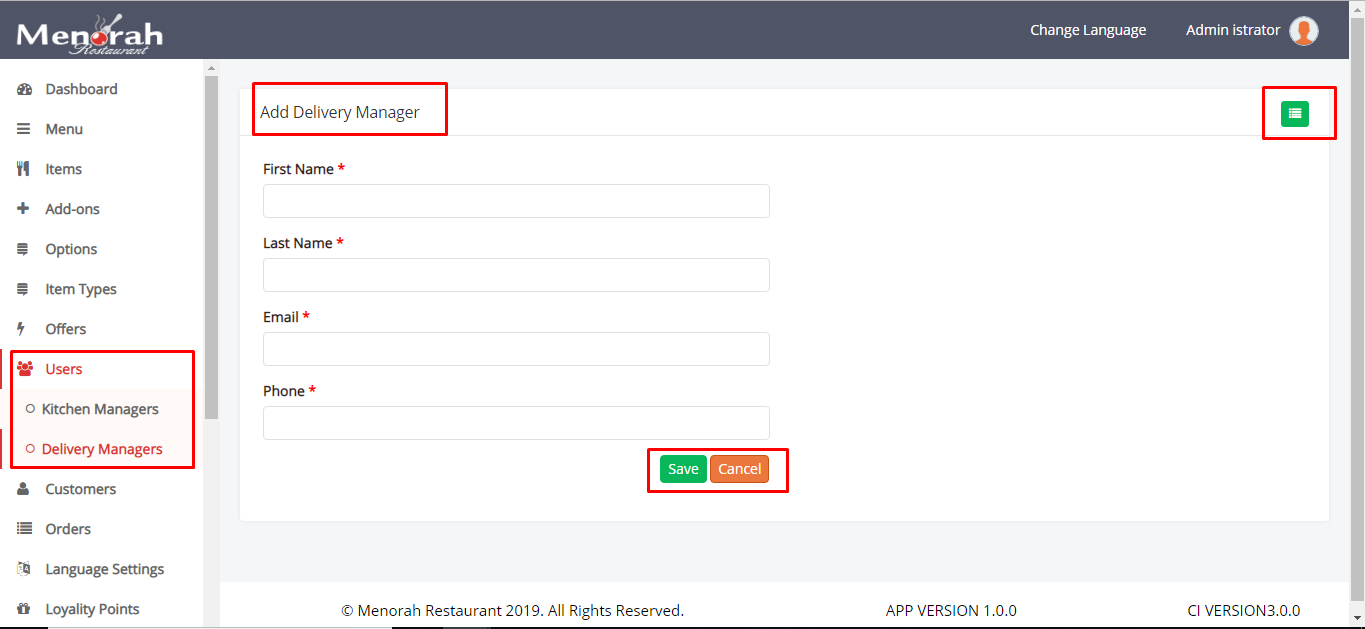 Menorah
Restaurant
Change Language
Admin istrator
Dashboard
Menu
Items
Add-ons
Options
Item Types
Offers
Users
Kitchen Managers
Delivery Managers
Customers
Orders
Language Settings
Loyality Points
Add Delivery Manager
First Name *
Last Name *
Email *
Phone *
Save Cancel
© Menorah Restaurant 2019. All Rights Reserved. APP VERSION 1.0.0 CI VERSION3.0.0